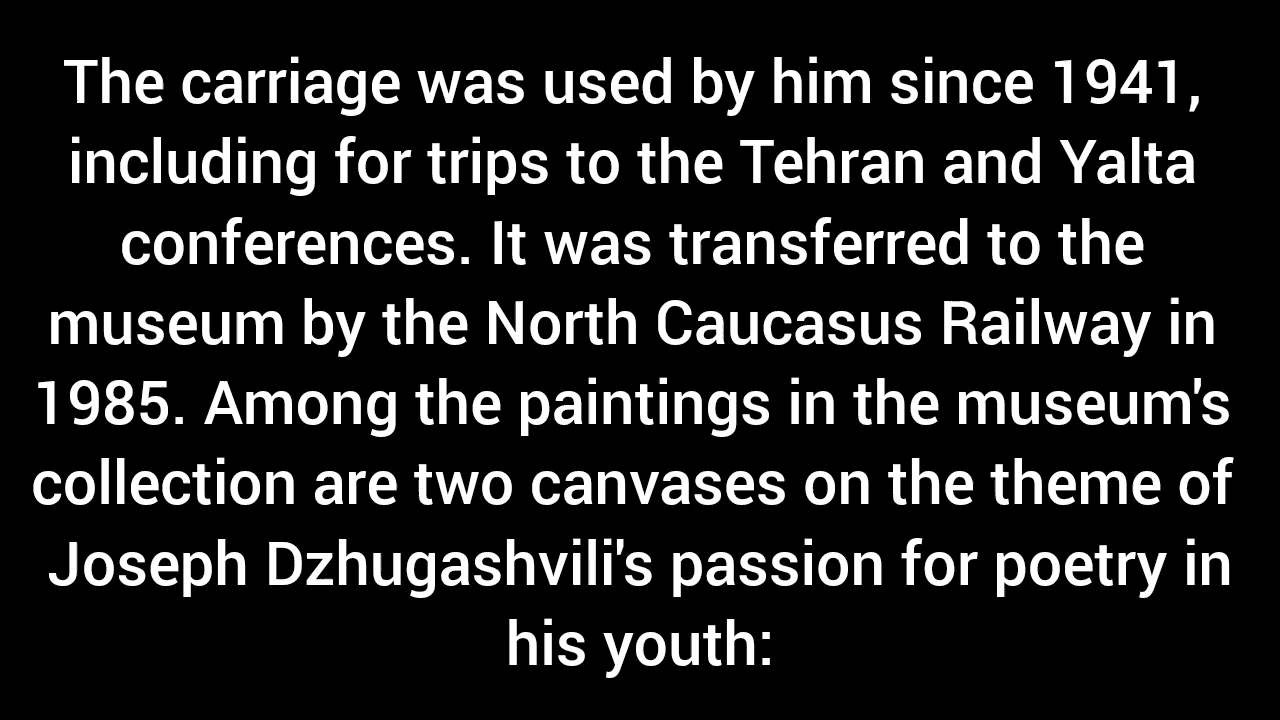 The carriage was used by him since 1941,
including for trips to the Tehran and Yalta
conferences. It was transferred to the
museum by the North Caucasus Railway in
1985. Among the paintings in the museum's
collection are two canvases on the theme of
Joseph Dzhugashvili's passion for poetry in
his youth: